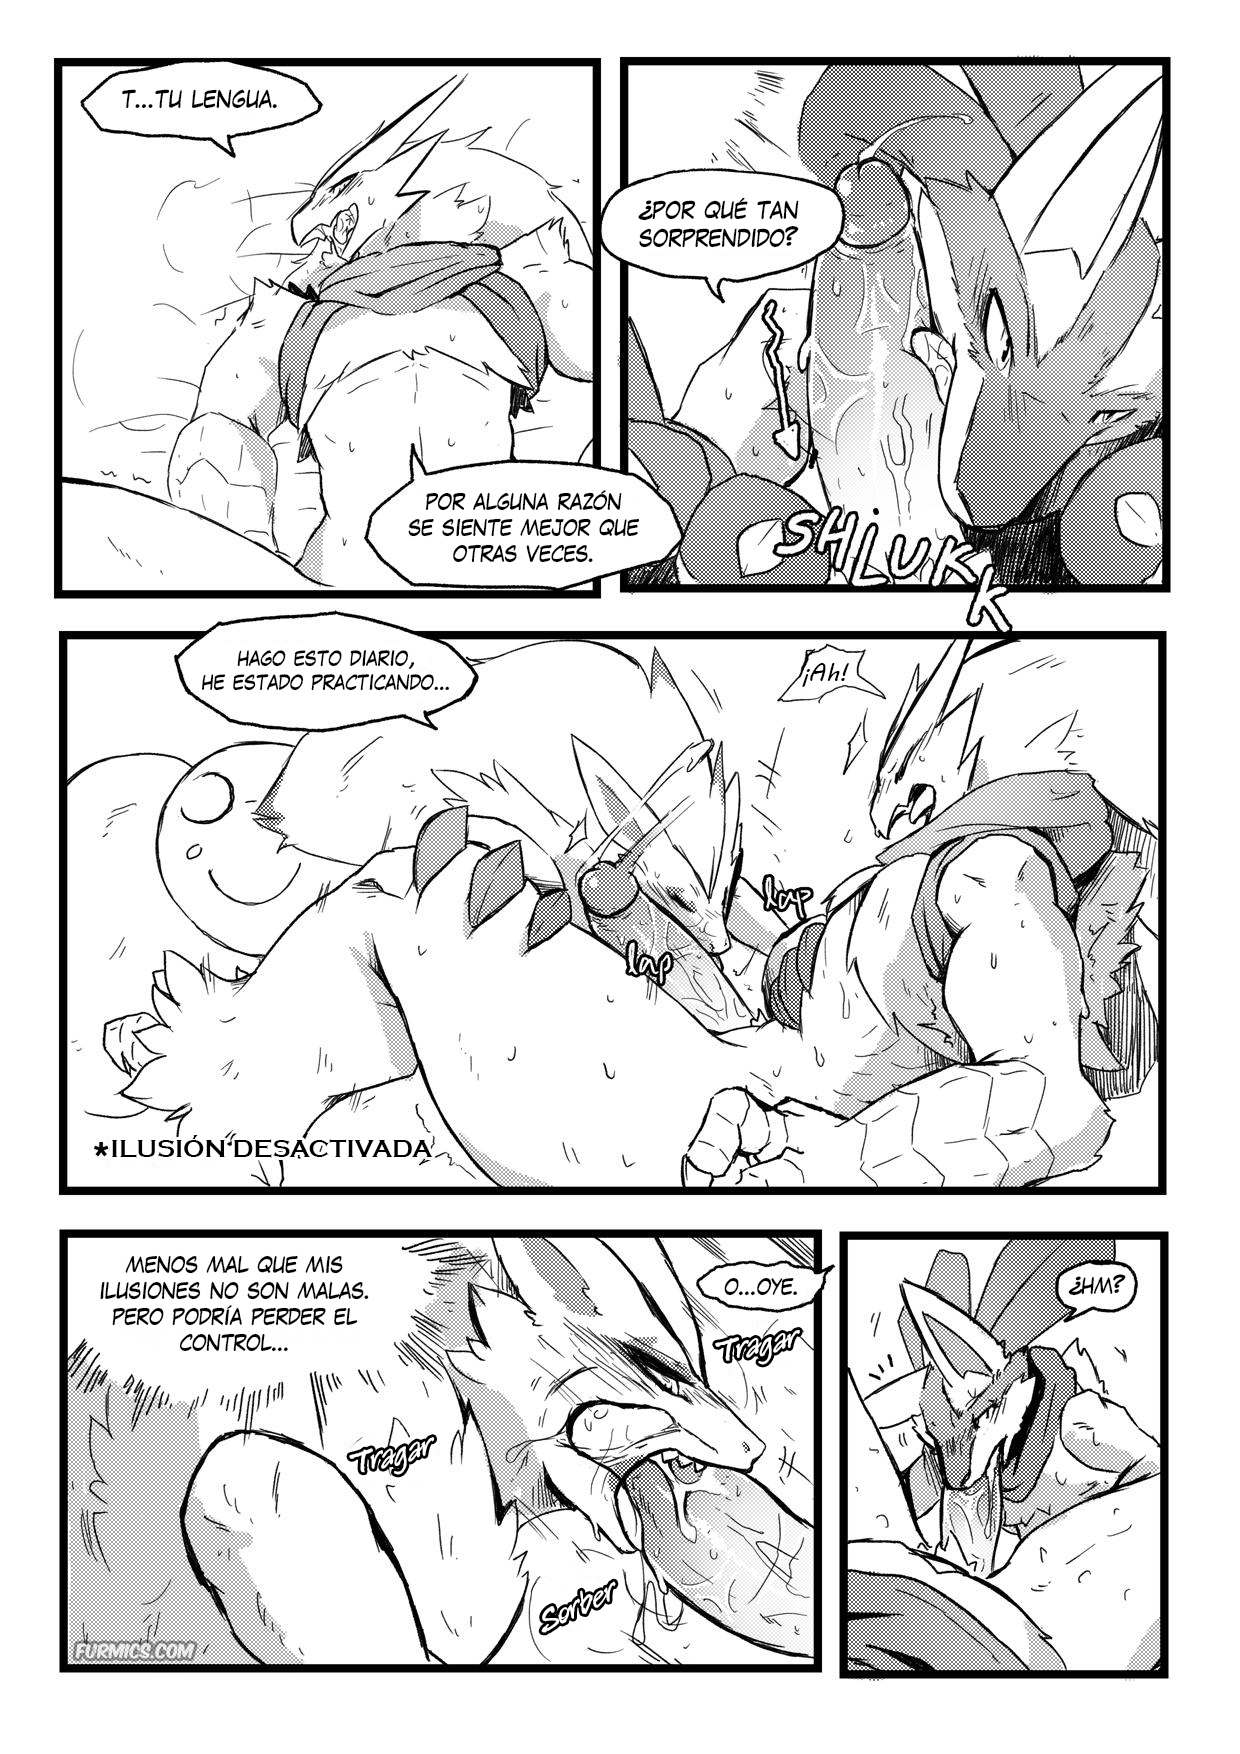 T...TU LENGUA.
¿POR QUÉ TAN
SORPRENDIDO?
POR ALGUNA RAZÓN
SE SIENTE MEJOR QUE
OTRAS VECES.
SHLUKK
HAGO ESTO DIARIO,
HE ESTADO PRACTICANDO...
¡Ah!
lap
lap
*ILUSIÓN DESACTIVADA
MENOS MAL QUE MIS
ILUSIONES NO SON MALAS.
PERO PODRÍA PERDER EL
CONTROL...
O...OYE.
Tragar
Tragar
Sorber
¿HM?
FURMICS.COM